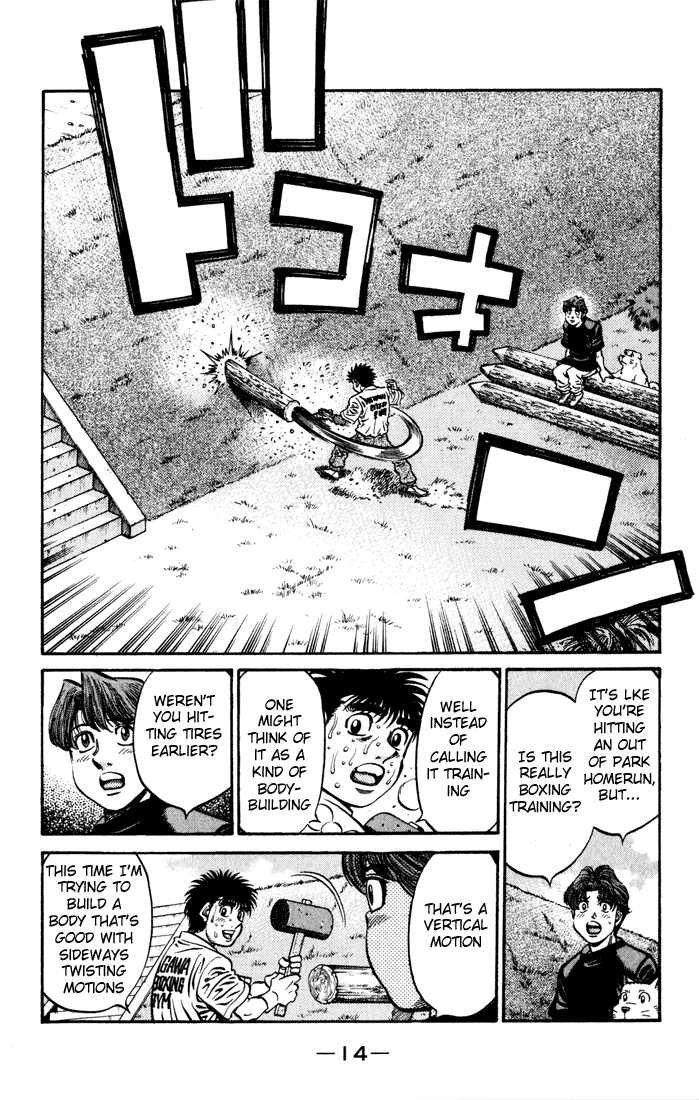 ドドコォ
ロ
ー
IT'S LKE
YOU'RE
HITTING
AN OUT
OF PARK
HOMERUN,
BUT...
IS THIS
REALLY
BOXING
TRAINING?
WELL
INSTEAD
OF
CALLING
IT TRAIN-
ING
ONE
MIGHT
THINK OF
IT AS A
KIND OF
BODY-
BUILDING
WEREN'T
YOU HIT-
TING TIRES
EARLIER?
THAT'S A
VERTICAL
MOTION
THIS TIME I'M
TRYING TO
BUILD A
BODY THAT'S
GOOD WITH
SIDEWAYS
TWISTING
MOTIONS
GAWA
BOXING
GYM
—14—